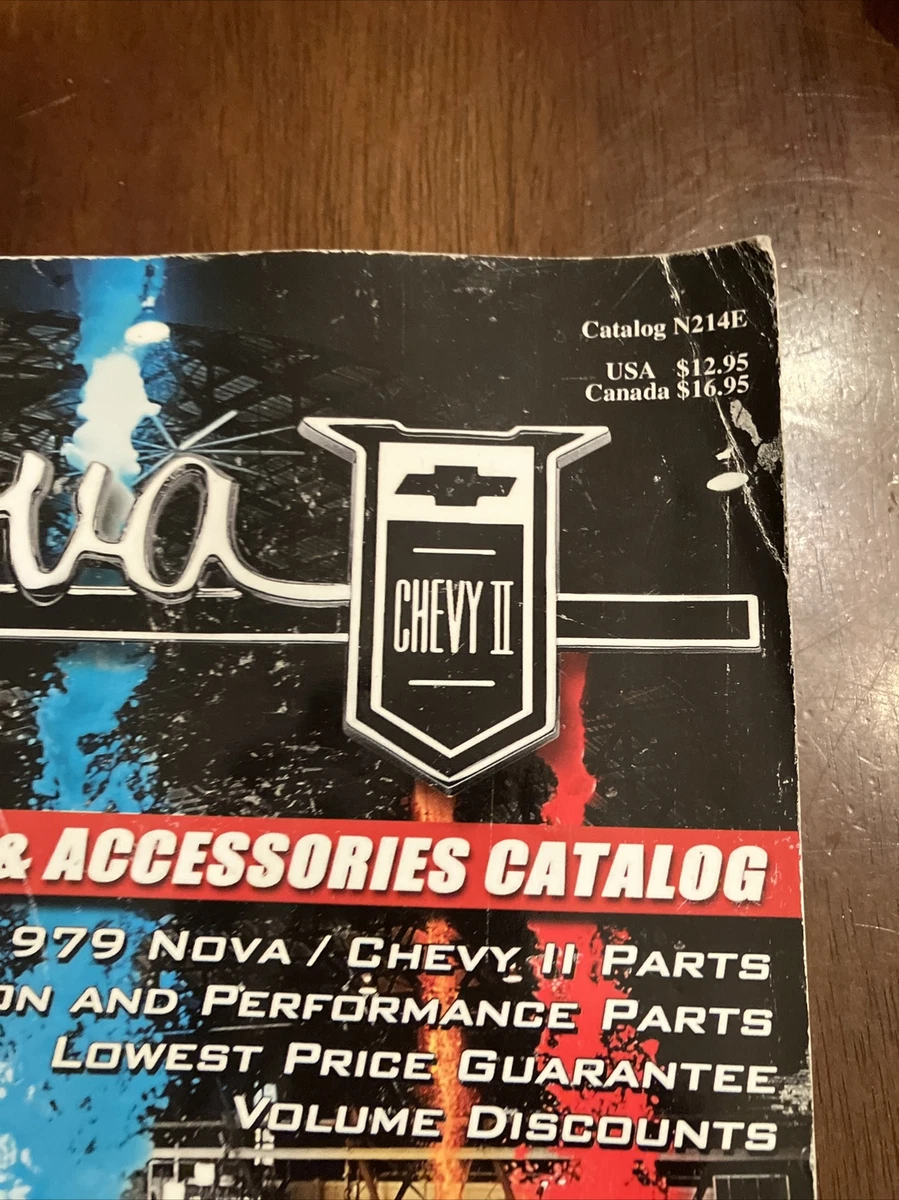 Catalog N214E
USA $12.95
Canada $16.95
ova
CHEVY II
& ACCESSORIES CATALOG
979 NOVA / CHEVY II PARTS
ON AND PERFORMANCE PARTS
LOWEST PRICE GUARANTEE
VOLUME DISCOUNTS